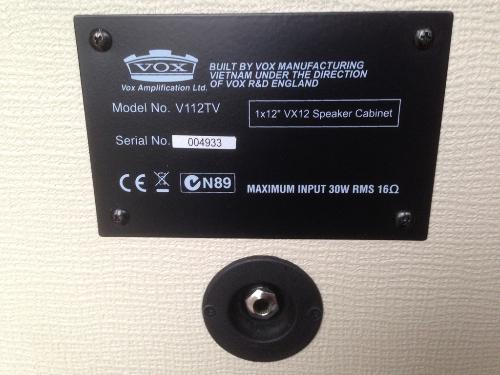 VOX
Vox Amplification Ltd.
BUILT BY VOX MANUFACTURING
VIETNAM UNDER THE DIRECTION
OF VOX R&D ENGLAND
Model No. V112TV
1x12" VX12 Speaker Cabinet
Serial No. 004933
CE N89 MAXIMUM INPUT 30W RMS 16Ω